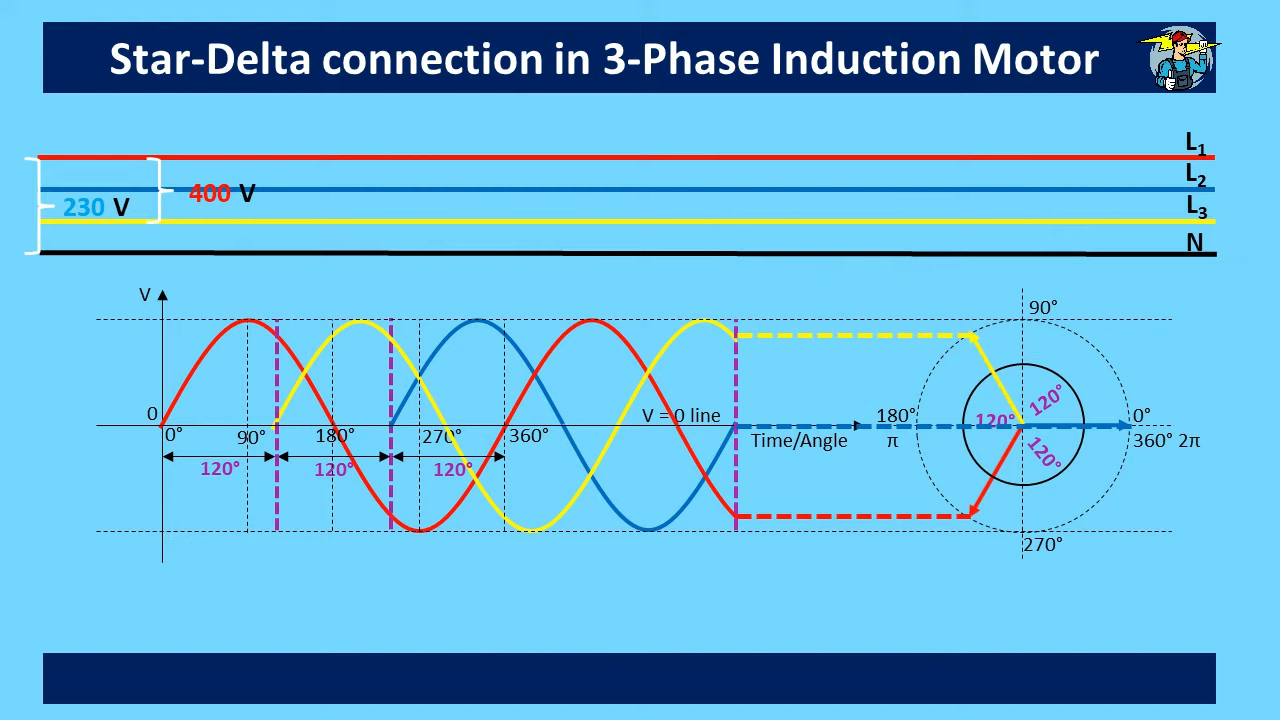 Star-Delta connection in 3-Phase Induction Motor
L1
L2
400 V
230 V
L3
N
V
90°
0
V = 0 line
180°
120°
120°
0°
0°
90°
180°
270°
360°
Time/Angle
π
360° 2π
120°
120°
120°
120°
270°